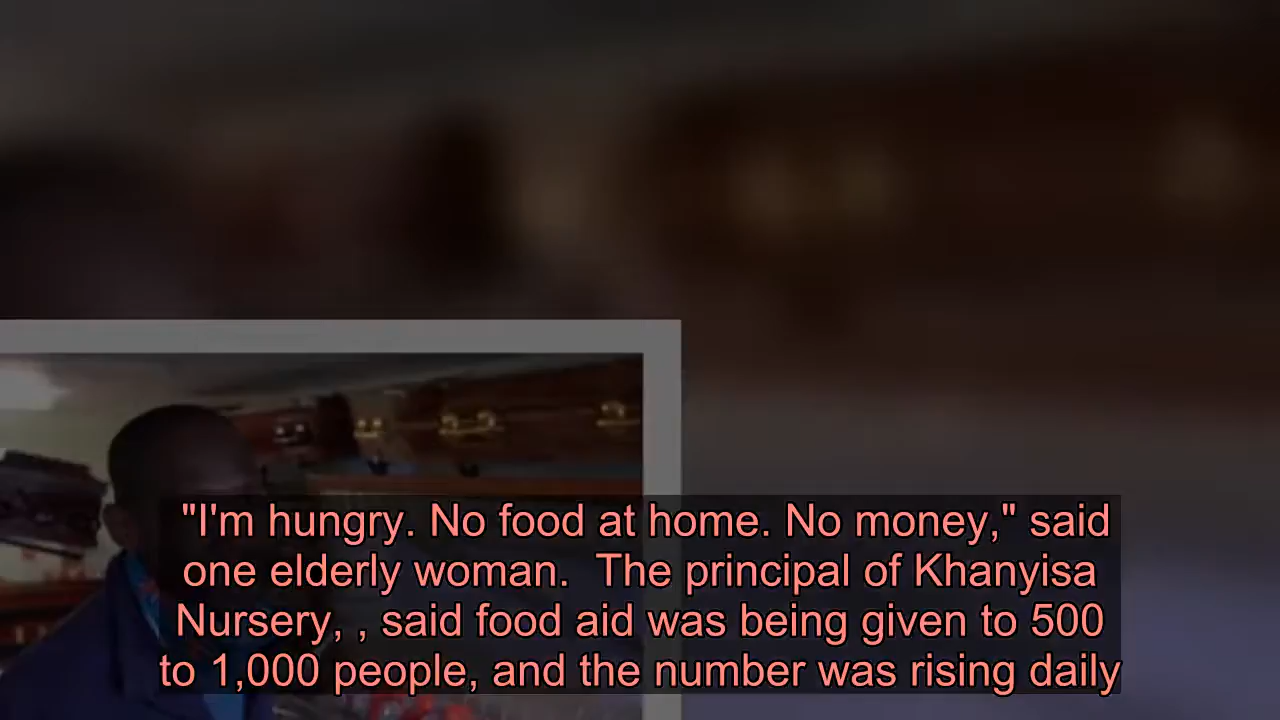 "I'm hungry. No food at home. No money," said
one elderly woman.  The principal of Khanyisa
Nursery, , said food aid was being given to 500
to 1,000 people, and the number was rising daily